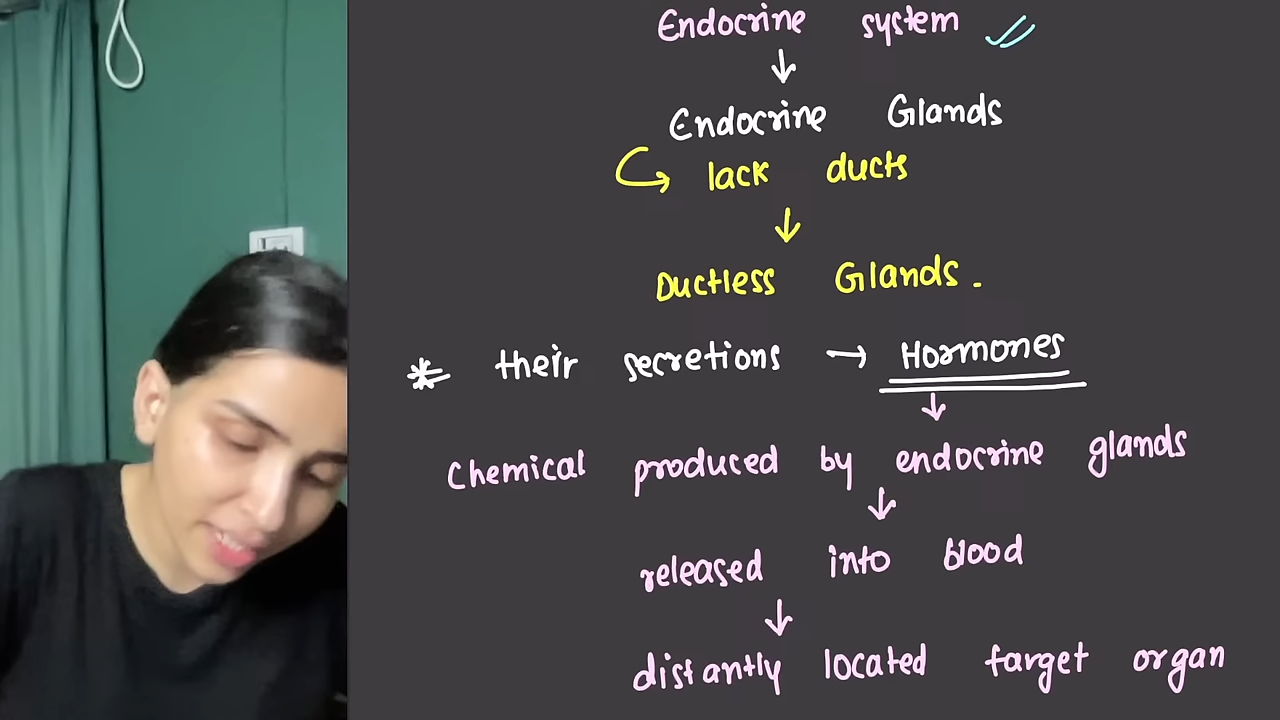 Endocrine system
↓
Endocrine Glands
↪ lack ducts
↓
Ductless Glands.
* their secretions → Hormones
↓
Chemical produced by endocrine glands
↓
released into blood
↓
distantly located target organ